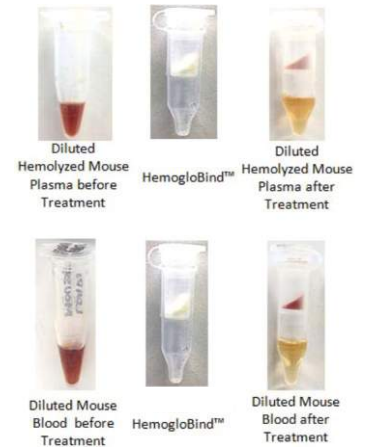 Diluted
Hemolyzed Mouse
Plasma before
Treatment
HemogloBind™
Diluted
Hemolyzed Mouse
Plasma after
Treatment
Diluted Mouse
Blood before
Treatment
HemogloBind™
Diluted Mouse
Blood after
Treatment